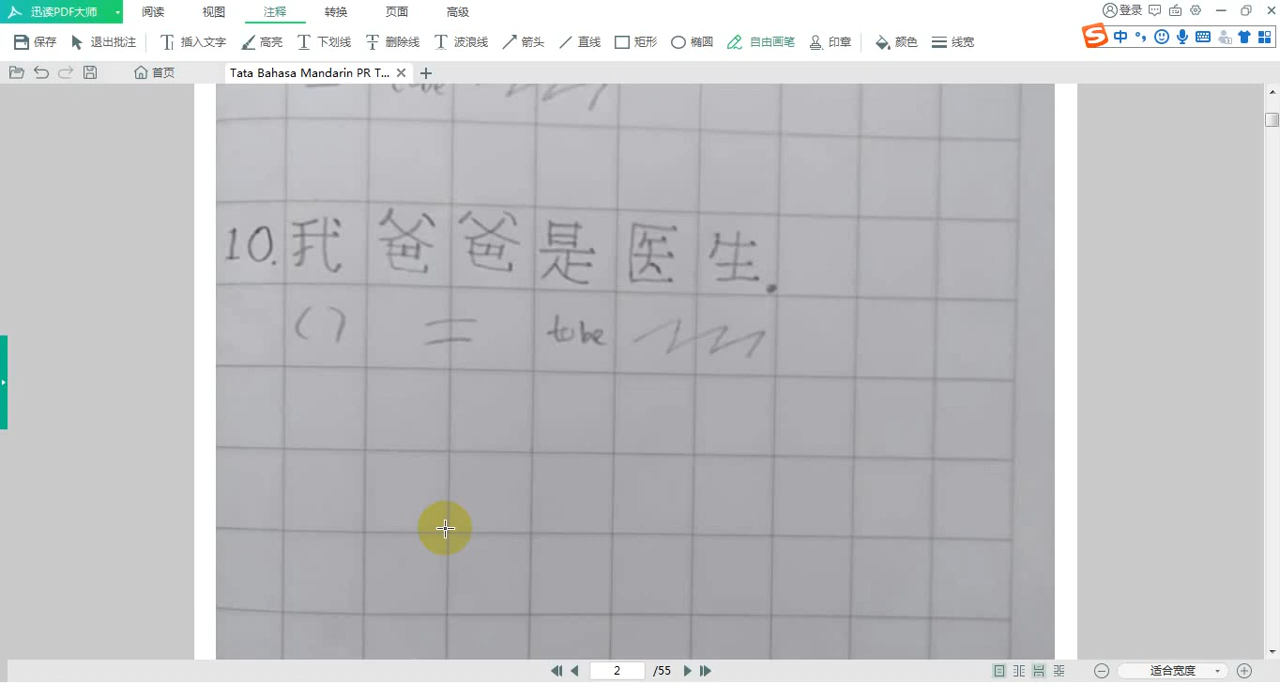 迅读PDF大师 阅读 视图 注释 转换 页面 高级 登录
保存 退出批注 插入文字 高亮 下划线 删除线 波浪线 箭头 直线 矩形 椭圆 自由画笔 印章 颜色 线宽 中
首页 Tata Bahasa Mandarin PR T...
10. 我爸爸是医生.
( ) = to be
2 /55 适合宽度